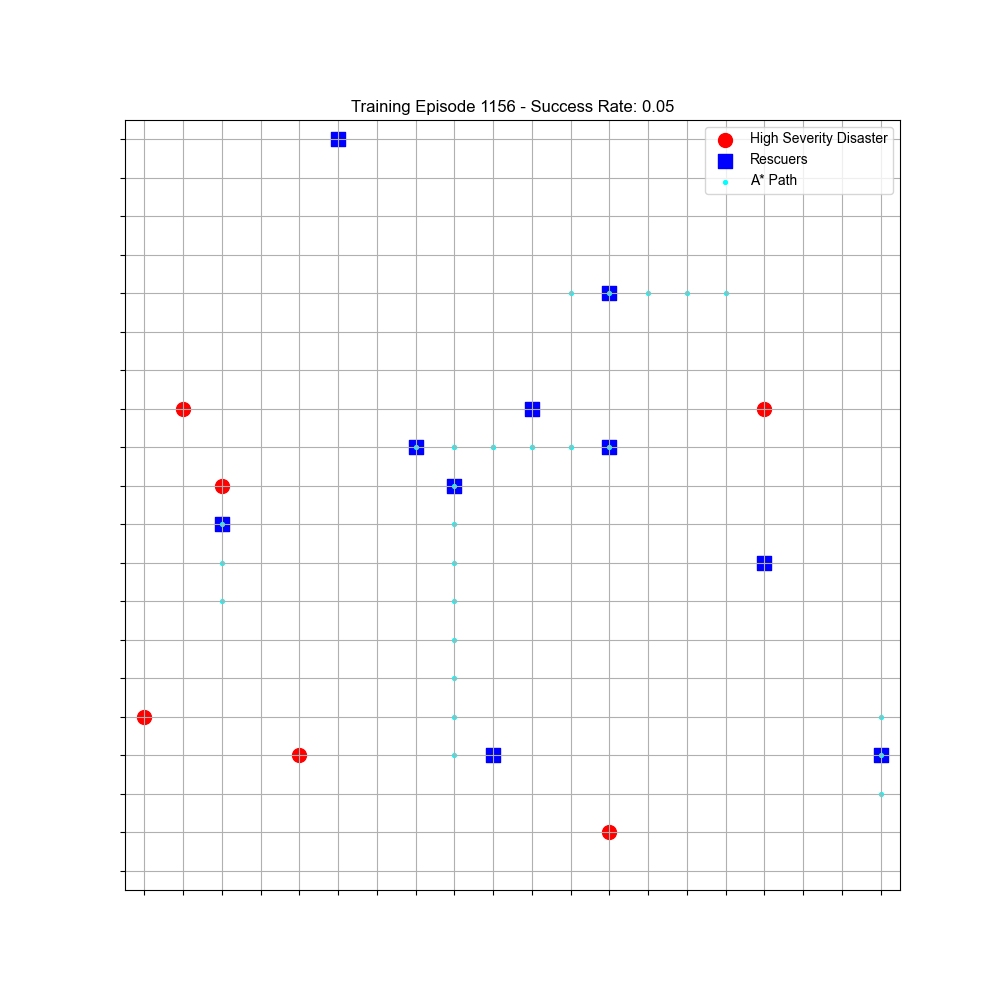 Training Episode 1156 - Success Rate: 0.05
High Severity Disaster
Rescuers
A* Path